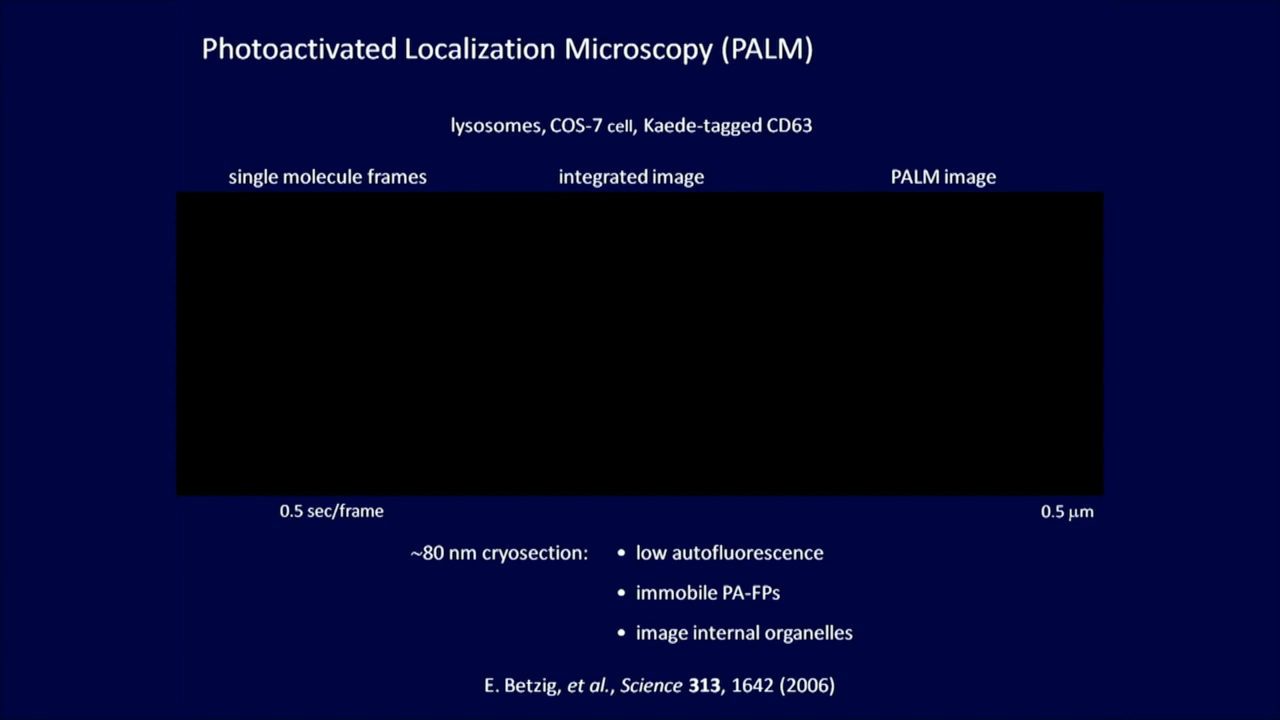 Photoactivated Localization Microscopy (PALM)
lysosomes, COS-7 cell, Kaede-tagged CD63
single molecule frames integrated image PALM image
0.5 sec/frame 0.5 μm
~80 nm cryosection: • low autofluorescence
• immobile PA-FPs
• image internal organelles
E. Betzig, et al., Science 313, 1642 (2006)